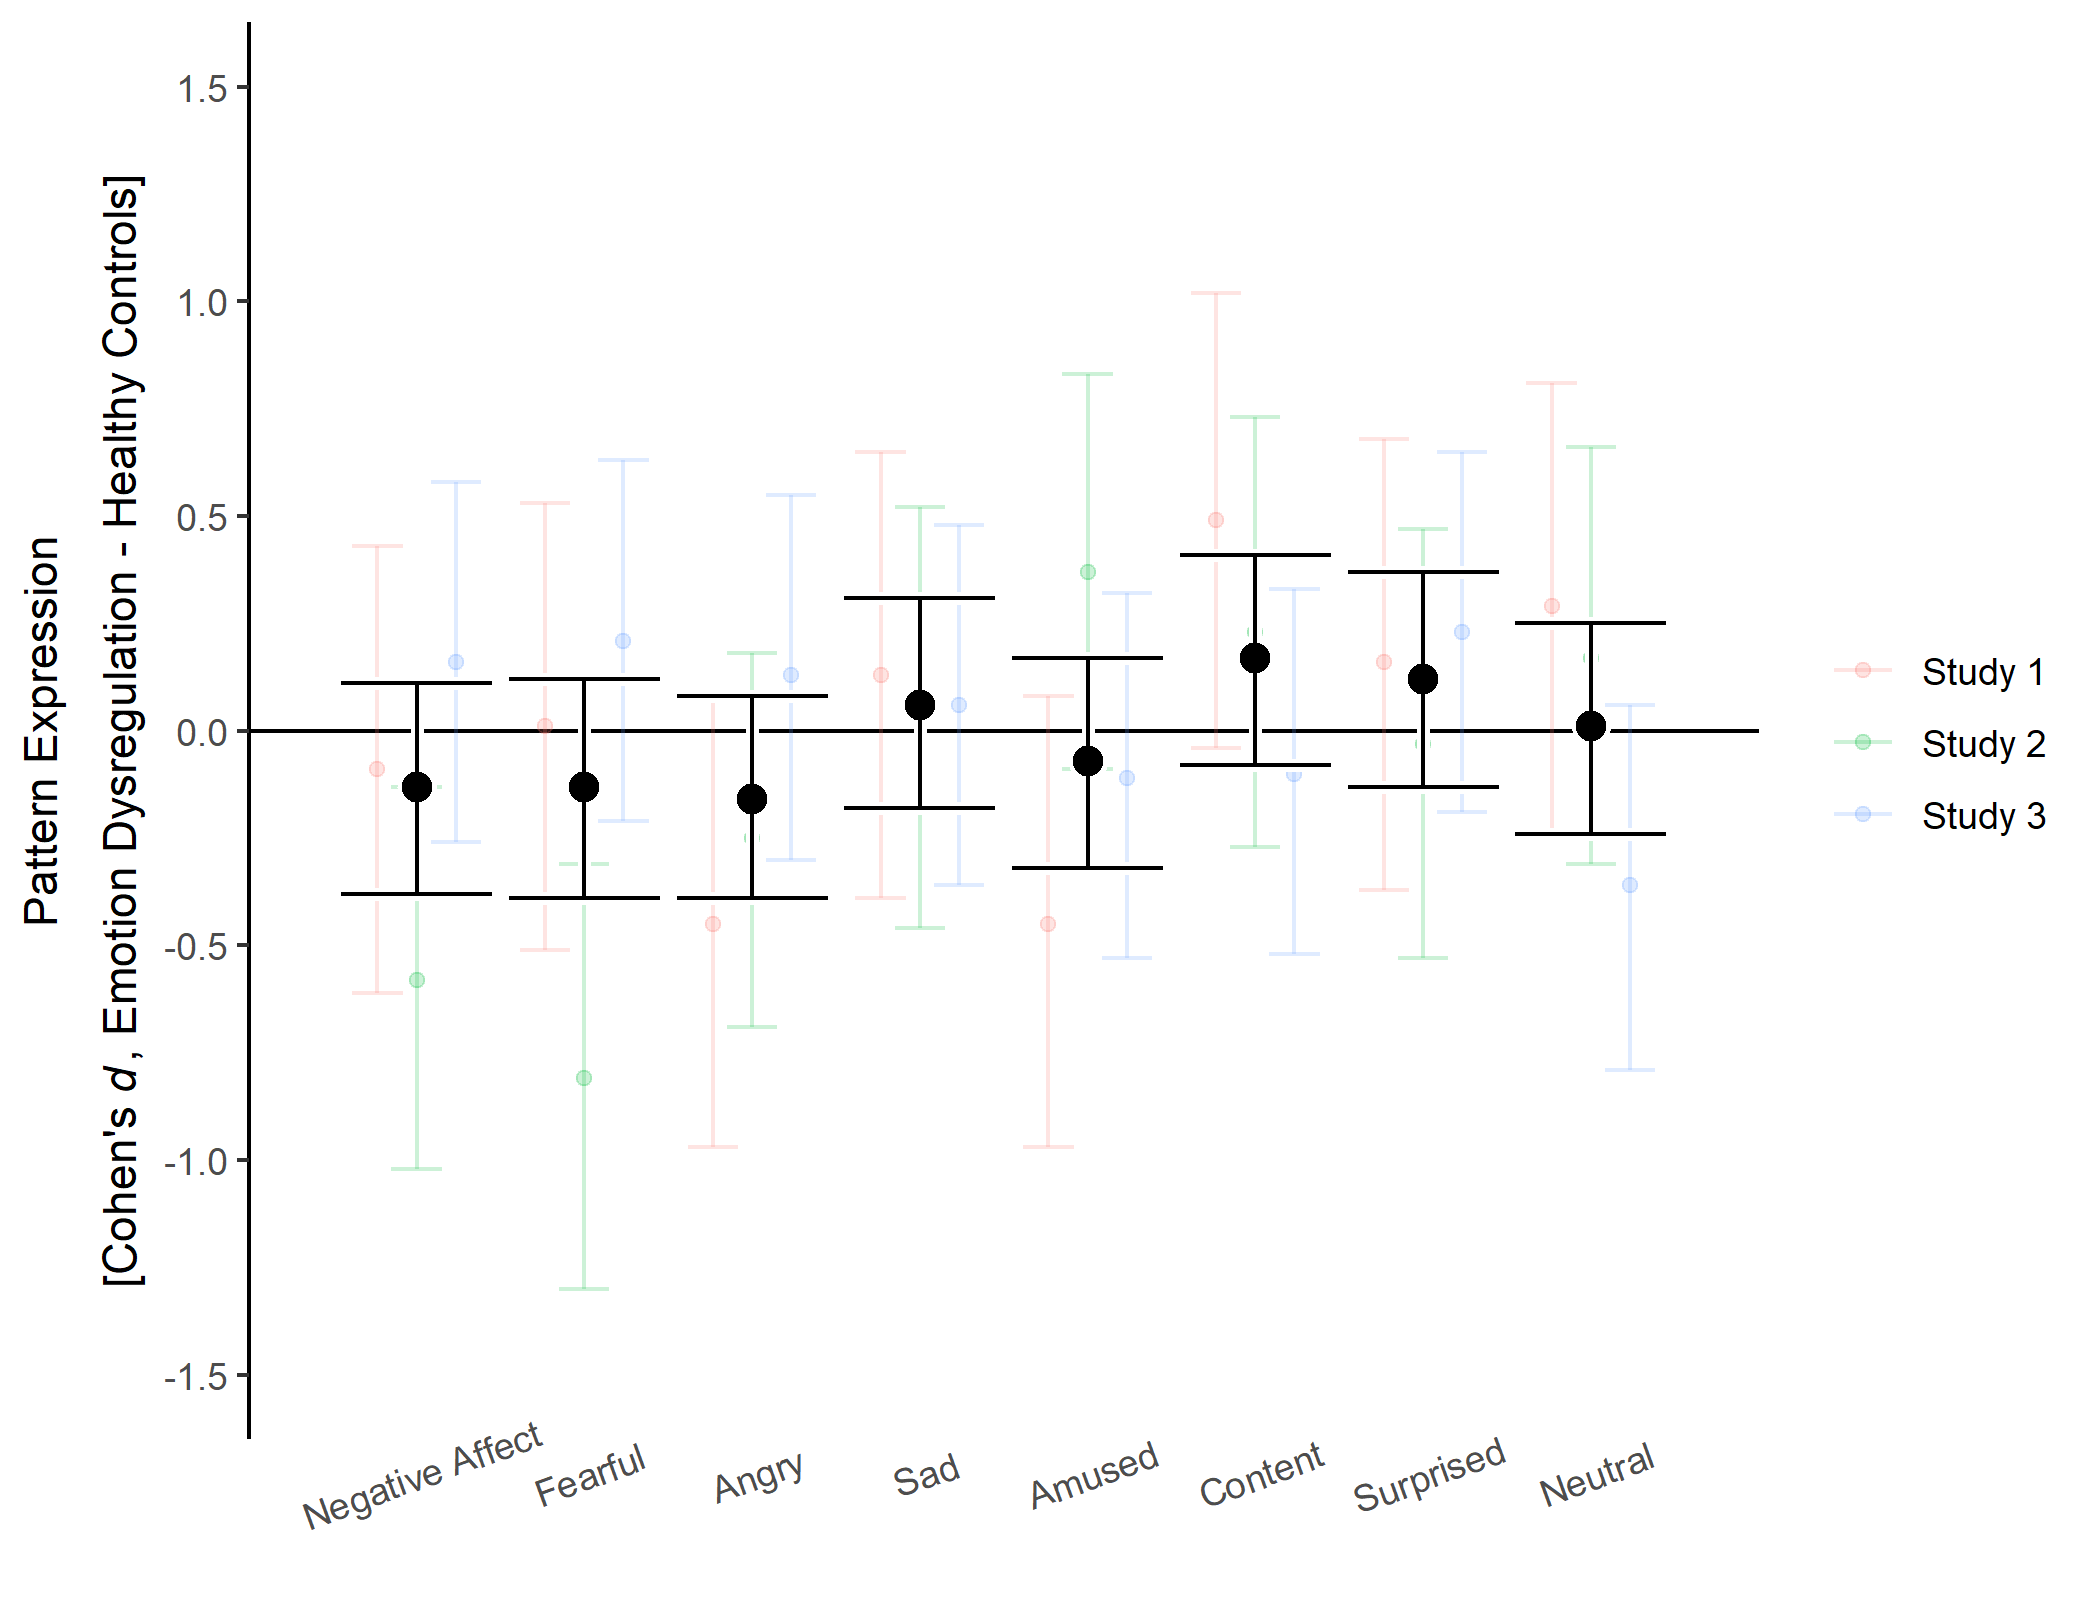 Pattern Expression
[Cohen's d, Emotion Dysregulation - Healthy Controls]
1.5
1.0
0.5
0.0
-0.5
-1.0
-1.5
Negative Affect
Fearful
Angry
Sad
Amused
Content
Surprised
Neutral
Study 1
Study 2
Study 3